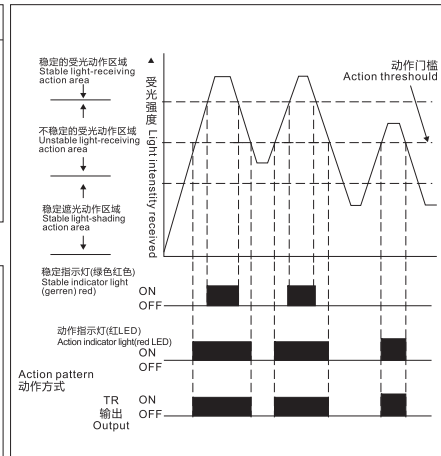 稳定的受光动作区域
Stable light-receiving
action area
不稳定的受光动作区域
Unstable light-receiving
action area
稳定遮光动作区域
Stable light-shading
action area
受光强度 Light intenstity received
动作门槛
Action threshould
稳定指示灯(绿色红色)
Stable indicator light
(gerren) red)
ON
OFF
动作指示灯(红LED)
Action indicator light(red LED)
ON
OFF
Action pattern
动作方式
TR
输出
Output
ON
OFF